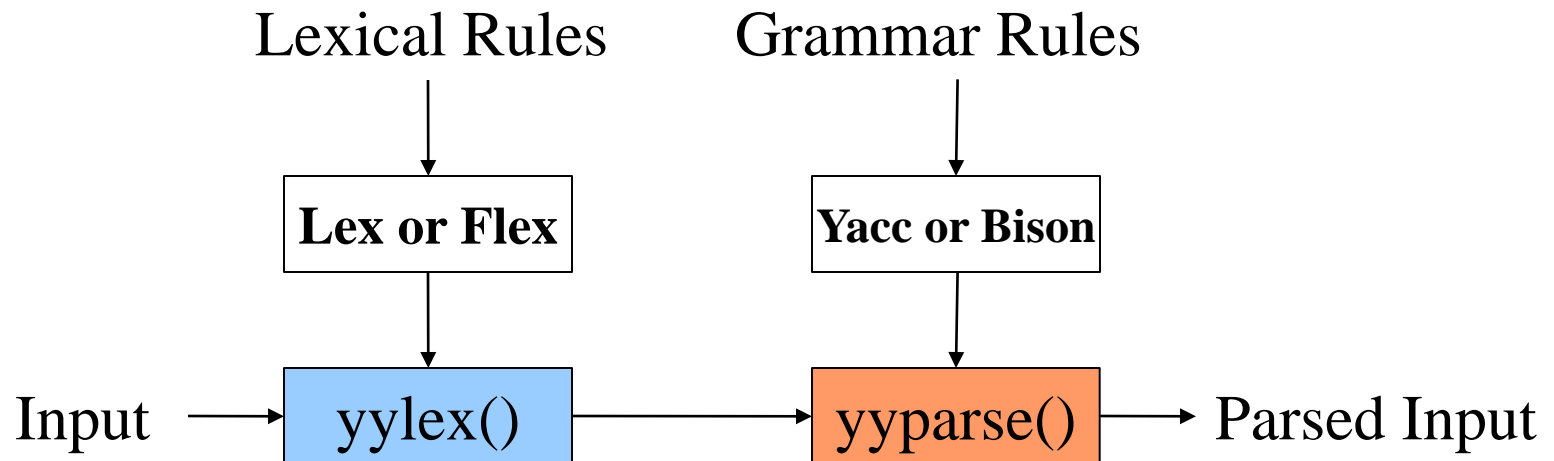 Lexical Rules
Grammar Rules
Lex or Flex
Yacc or Bison
Input
yylex()
yyparse()
Parsed Input